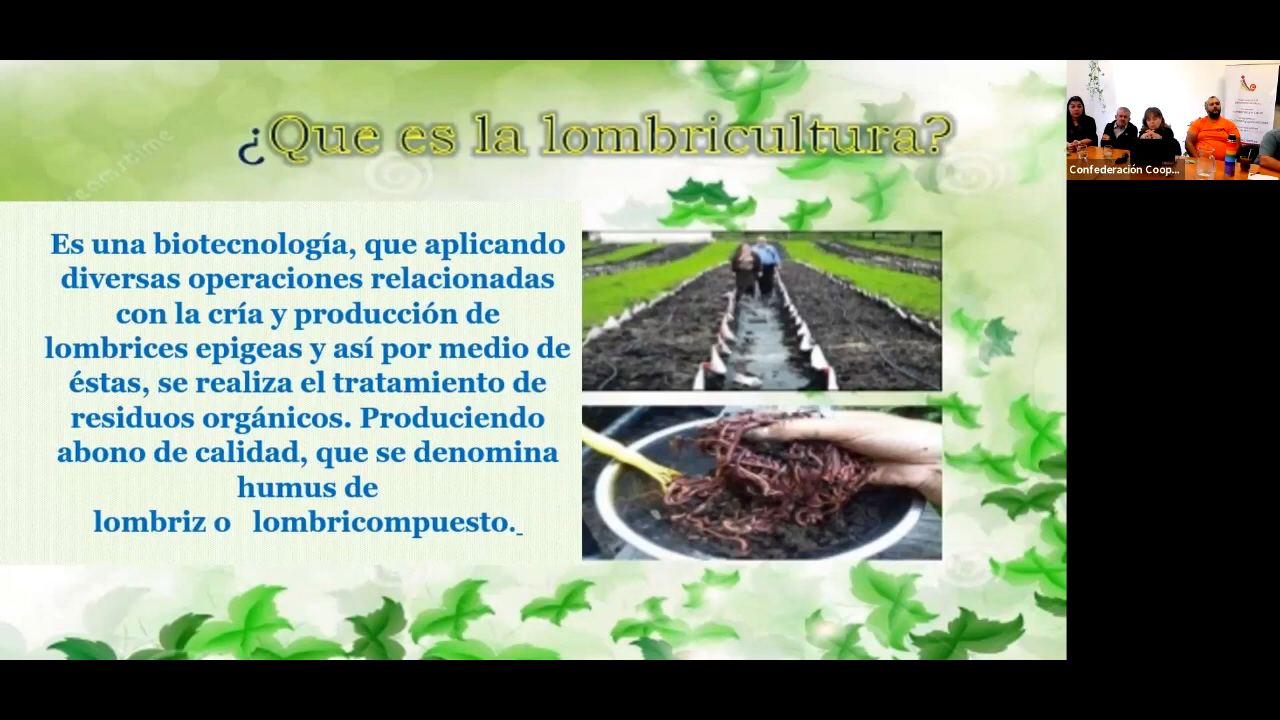 ¿Que es la lombricultura?
Es una biotecnología, que aplicando
diversas operaciones relacionadas
con la cría y producción de
lombrices epigeas y así por medio de
éstas, se realiza el tratamiento de
residuos orgánicos. Produciendo
abono de calidad, que se denomina
humus de
lombriz o lombricompuesto.
Confederación Coop...